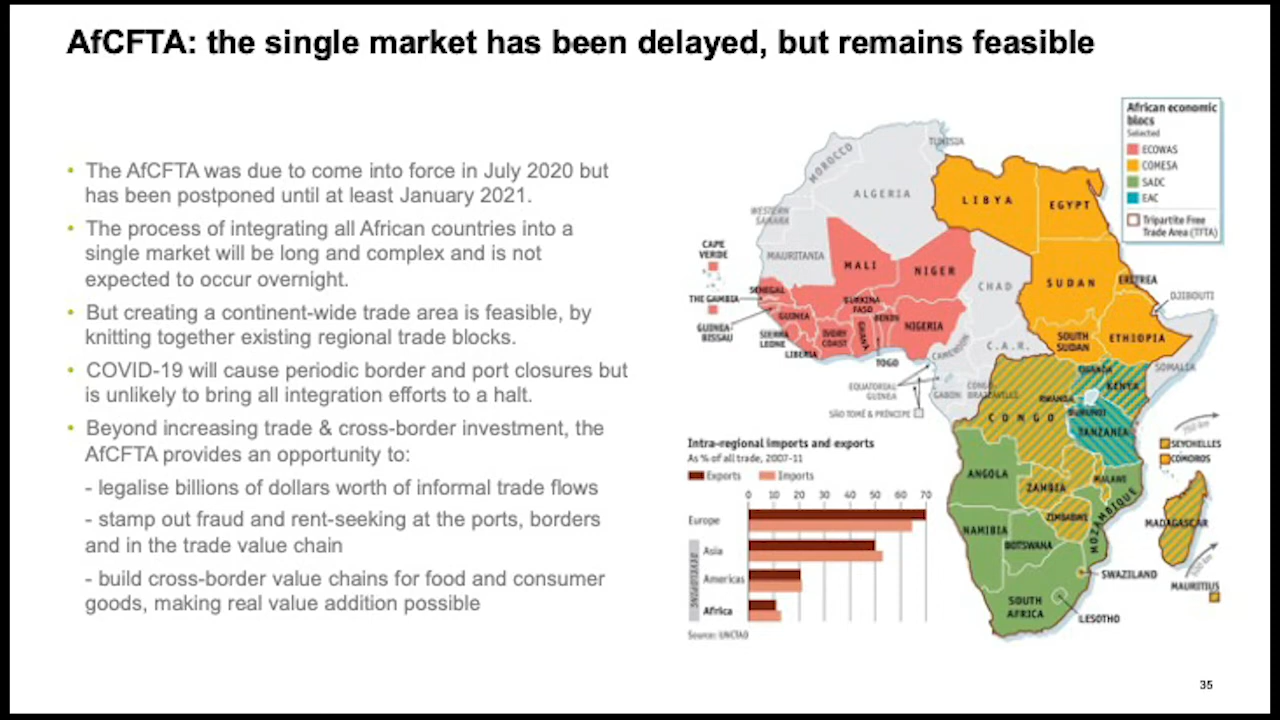 AfCFTA: the single market has been delayed, but remains feasible
• The AfCFTA was due to come into force in July 2020 but
has been postponed until at least January 2021.
• The process of integrating all African countries into a
single market will be long and complex and is not
expected to occur overnight.
• But creating a continent-wide trade area is feasible, by
knitting together existing regional trade blocks.
• COVID-19 will cause periodic border and port closures but
is unlikely to bring all integration efforts to a halt.
• Beyond increasing trade & cross-border investment, the
AfCFTA provides an opportunity to:
- legalise billions of dollars worth of informal trade flows
- stamp out fraud and rent-seeking at the ports, borders
and in the trade value chain
- build cross-border value chains for food and consumer
goods, making real value addition possible
African economic
blocs
Selected
ECOWAS
COMESA
SADC
EAC
Tripartite Free
Trade Area (TFTA)
TUNISIA
MOROCCO
ALGERIA
LIBYA
EGYPT
WESTERN
SAHARA
CAPE
VERDE
MAURITANIA
MALI
NIGER
CHAD
SUDAN
ERITREA
DJIBOUTI
SENEGAL
THE GAMBIA
BURKINA
FASO
GUINEA
BENIN
NIGERIA
GUINEA
BISSAU
SIERRA
LEONE
IVORY
COAST
GHANA
LIBERIA
TOGO
CAMEROON
C.A.R.
SOUTH
SUDAN
ETHIOPIA
SOMALIA
EQUATORIAL
GUINEA
GABON
CONGO-
BRAZZAVILLE
SÃO TOMÉ & PRÍNCIPE
UGANDA
KENYA
RWANDA
BURUNDI
CONGO
TANZANIA
750 km
SEYCHELLES
COMOROS
ANGOLA
ZAMBIA
MALAWI
ZIMBABWE
MOZAMBIQUE
MADAGASCAR
NAMIBIA
BOTSWANA
SWAZILAND
MAURITIUS
SOUTH
AFRICA
LESOTHO
Intra-regional imports and exports
As % of all trade, 2007-11
Exports Imports
0 10 20 30 40 50 60 70
Europe
DEVELOPING
Asia
Americas
Africa
Source: UNCTAD
35